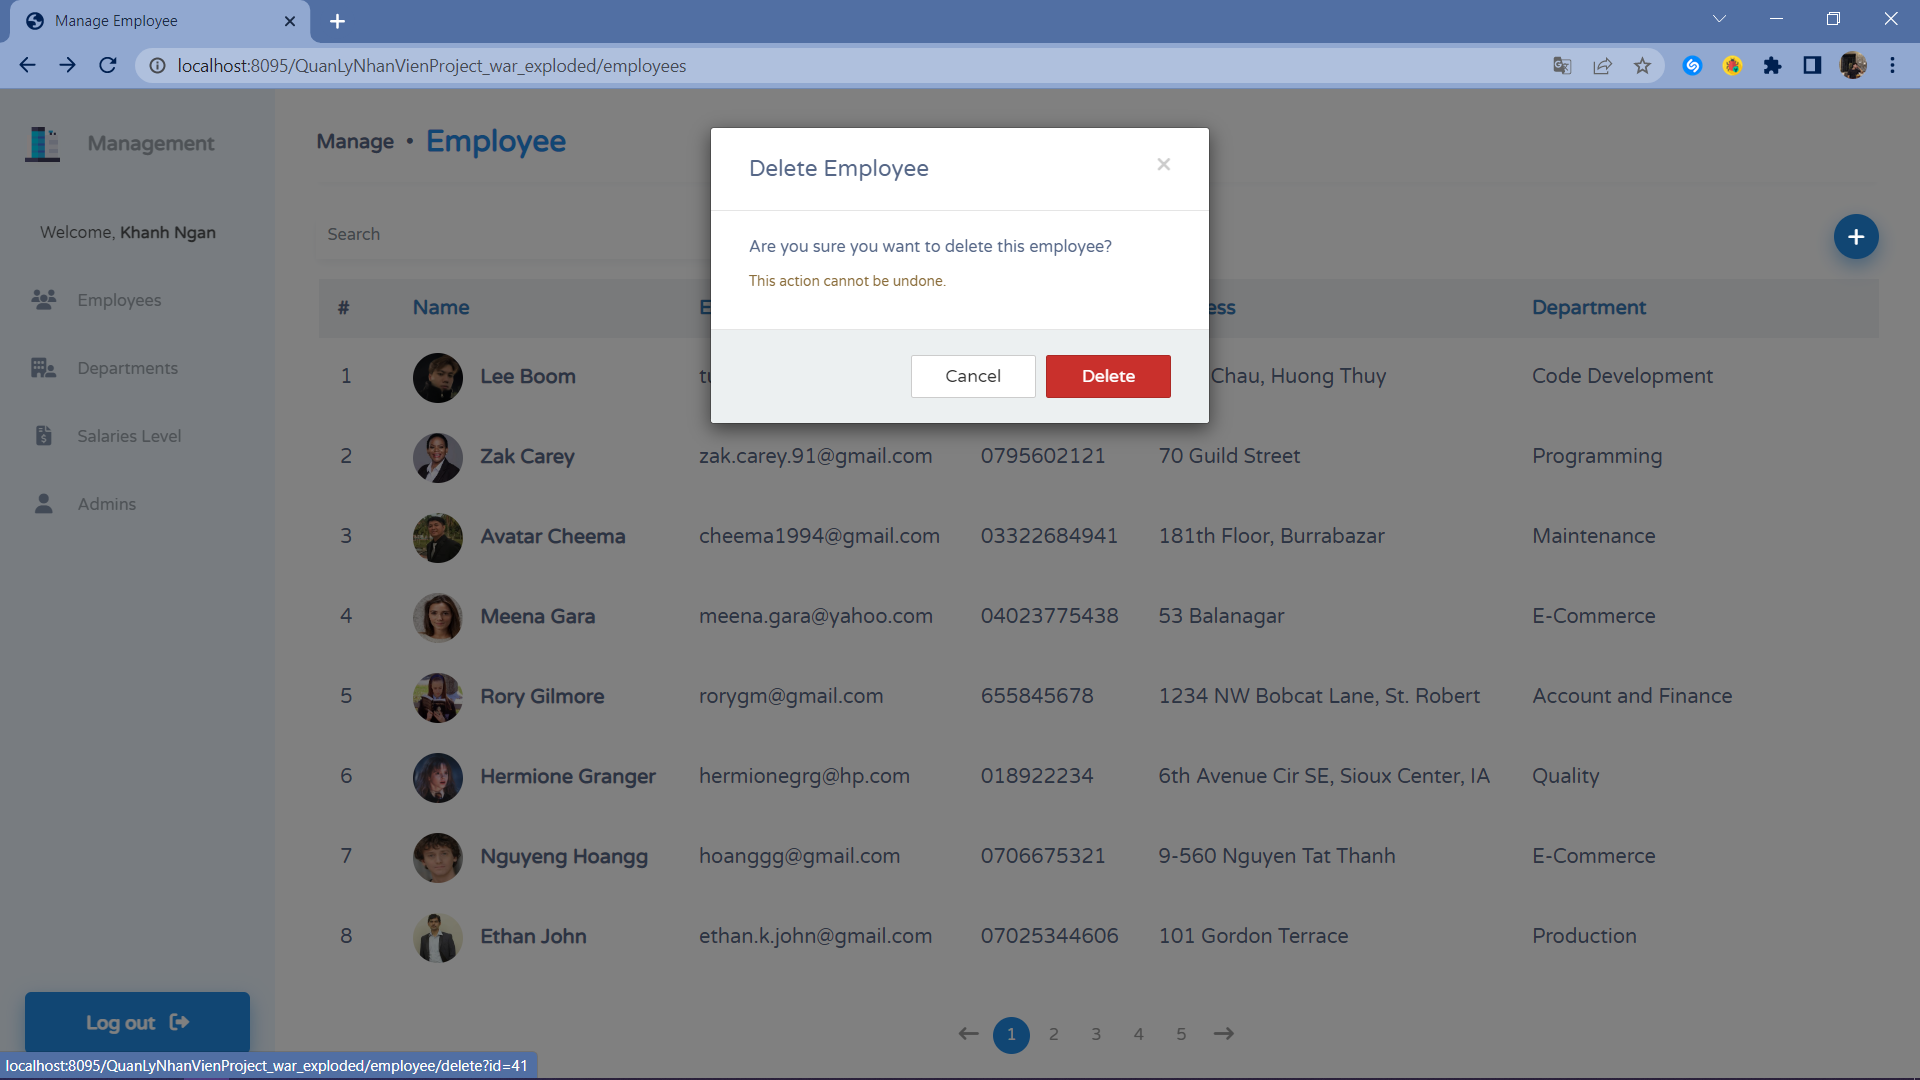 Manage Employee
localhost:8095/QuanLyNhanVienProject_war_exploded/employees
Management
Manage • Employee
Delete Employee
Are you sure you want to delete this employee?
This action cannot be undone.
Cancel
Delete
Welcome, Khanh Ngan
Search
Employees
Departments
Salaries Level
Admins
# Name Department
1 Lee Boom Chau, Huong Thuy Code Development
2 Zak Carey zak.carey.91@gmail.com 0795602121 70 Guild Street Programming
3 Avatar Cheema cheema1994@gmail.com 03322684941 181th Floor, Burrabazar Maintenance
4 Meena Gara meena.gara@yahoo.com 04023775438 53 Balanagar E-Commerce
5 Rory Gilmore rorygm@gmail.com 655845678 1234 NW Bobcat Lane, St. Robert Account and Finance
6 Hermione Granger hermionegrg@hp.com 018922234 6th Avenue Cir SE, Sioux Center, IA Quality
7 Nguyeng Hoangg hoanggg@gmail.com 0706675321 9-560 Nguyen Tat Thanh E-Commerce
8 Ethan John ethan.k.john@gmail.com 07025344606 101 Gordon Terrace Production
Log out
1 2 3 4 5
localhost:8095/QuanLyNhanVienProject_war_exploded/employee/delete?id=41